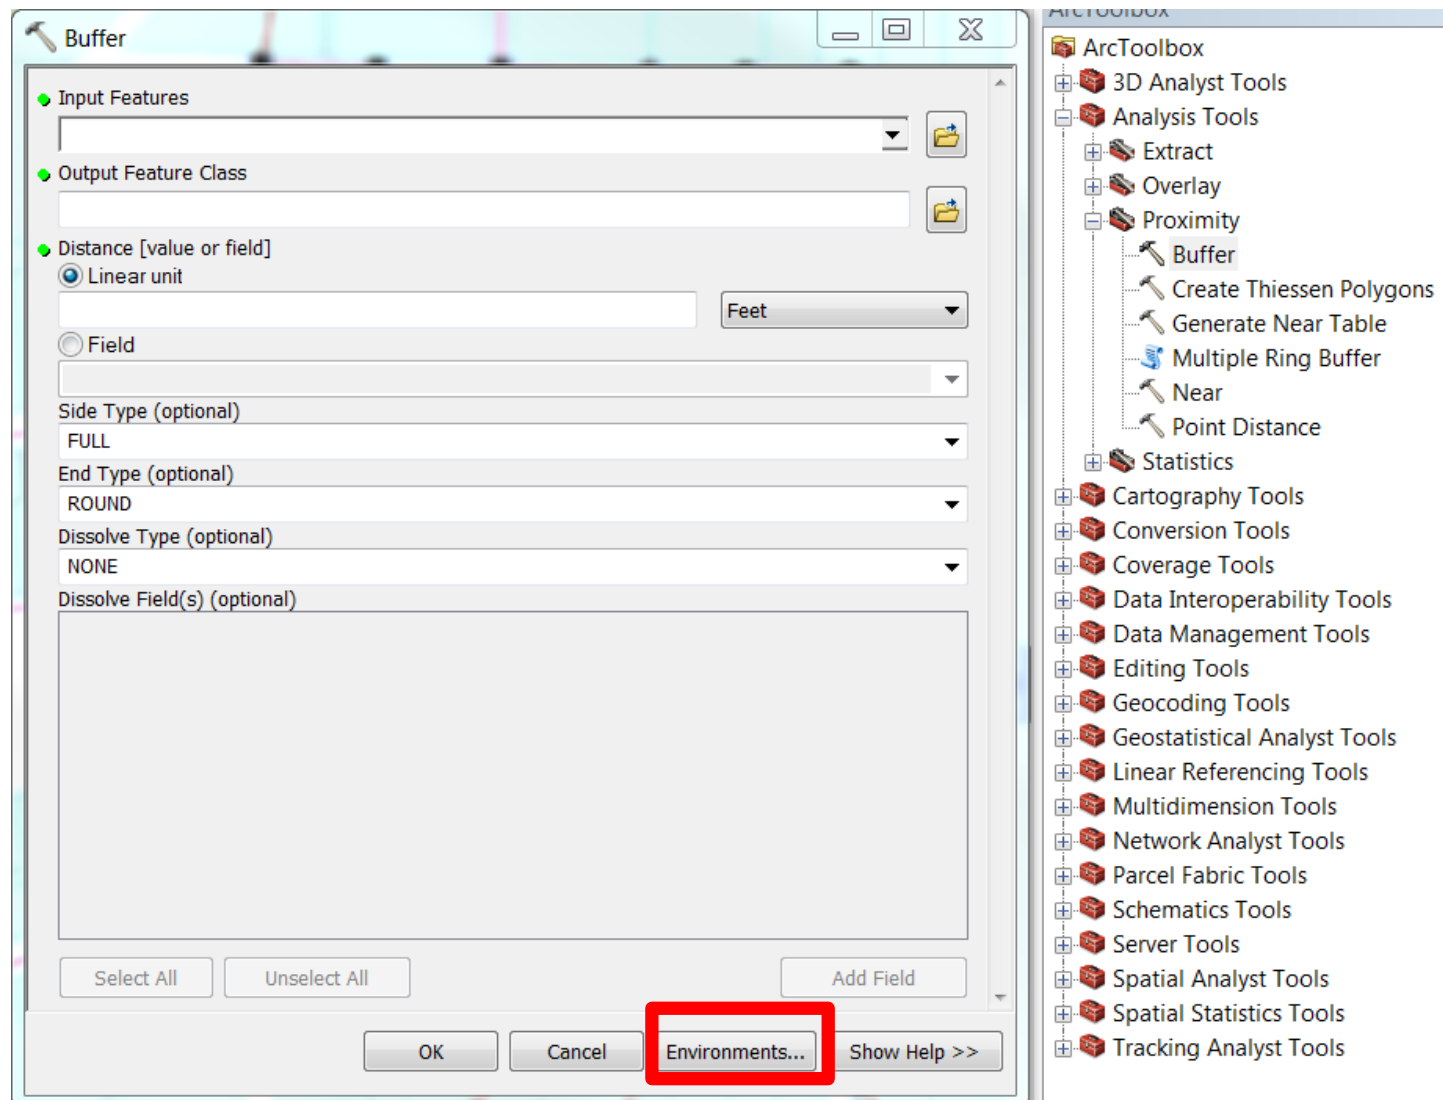 Buffer
Input Features
Output Feature Class
Distance [value or field]
Linear unit
Feet
Field
Side Type (optional)
FULL
End Type (optional)
ROUND
Dissolve Type (optional)
NONE
Dissolve Field(s) (optional)
Select All
Unselect All
Add Field
OK
Cancel
Environments...
Show Help >>
ArcToolbox
ArcToolbox
3D Analyst Tools
Analysis Tools
Extract
Overlay
Proximity
Buffer
Create Thiessen Polygons
Generate Near Table
Multiple Ring Buffer
Near
Point Distance
Statistics
Cartography Tools
Conversion Tools
Coverage Tools
Data Interoperability Tools
Data Management Tools
Editing Tools
Geocoding Tools
Geostatistical Analyst Tools
Linear Referencing Tools
Multidimension Tools
Network Analyst Tools
Parcel Fabric Tools
Schematics Tools
Server Tools
Spatial Analyst Tools
Spatial Statistics Tools
Tracking Analyst Tools